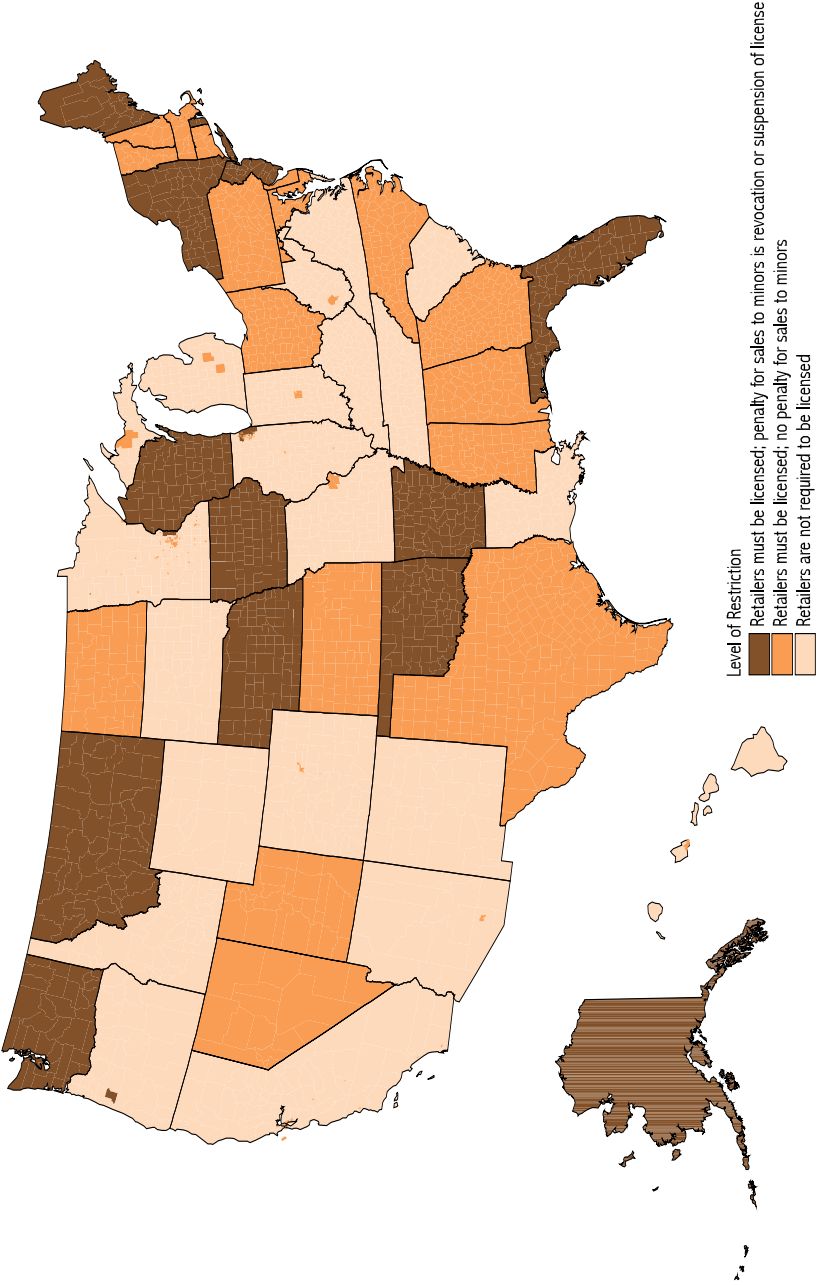 Level of Restriction
Retailers must be licensed; penalty for sales to minors is revocation or suspension of license
Retailers must be licensed; no penalty for sales to minors
Retailers are not required to be licensed